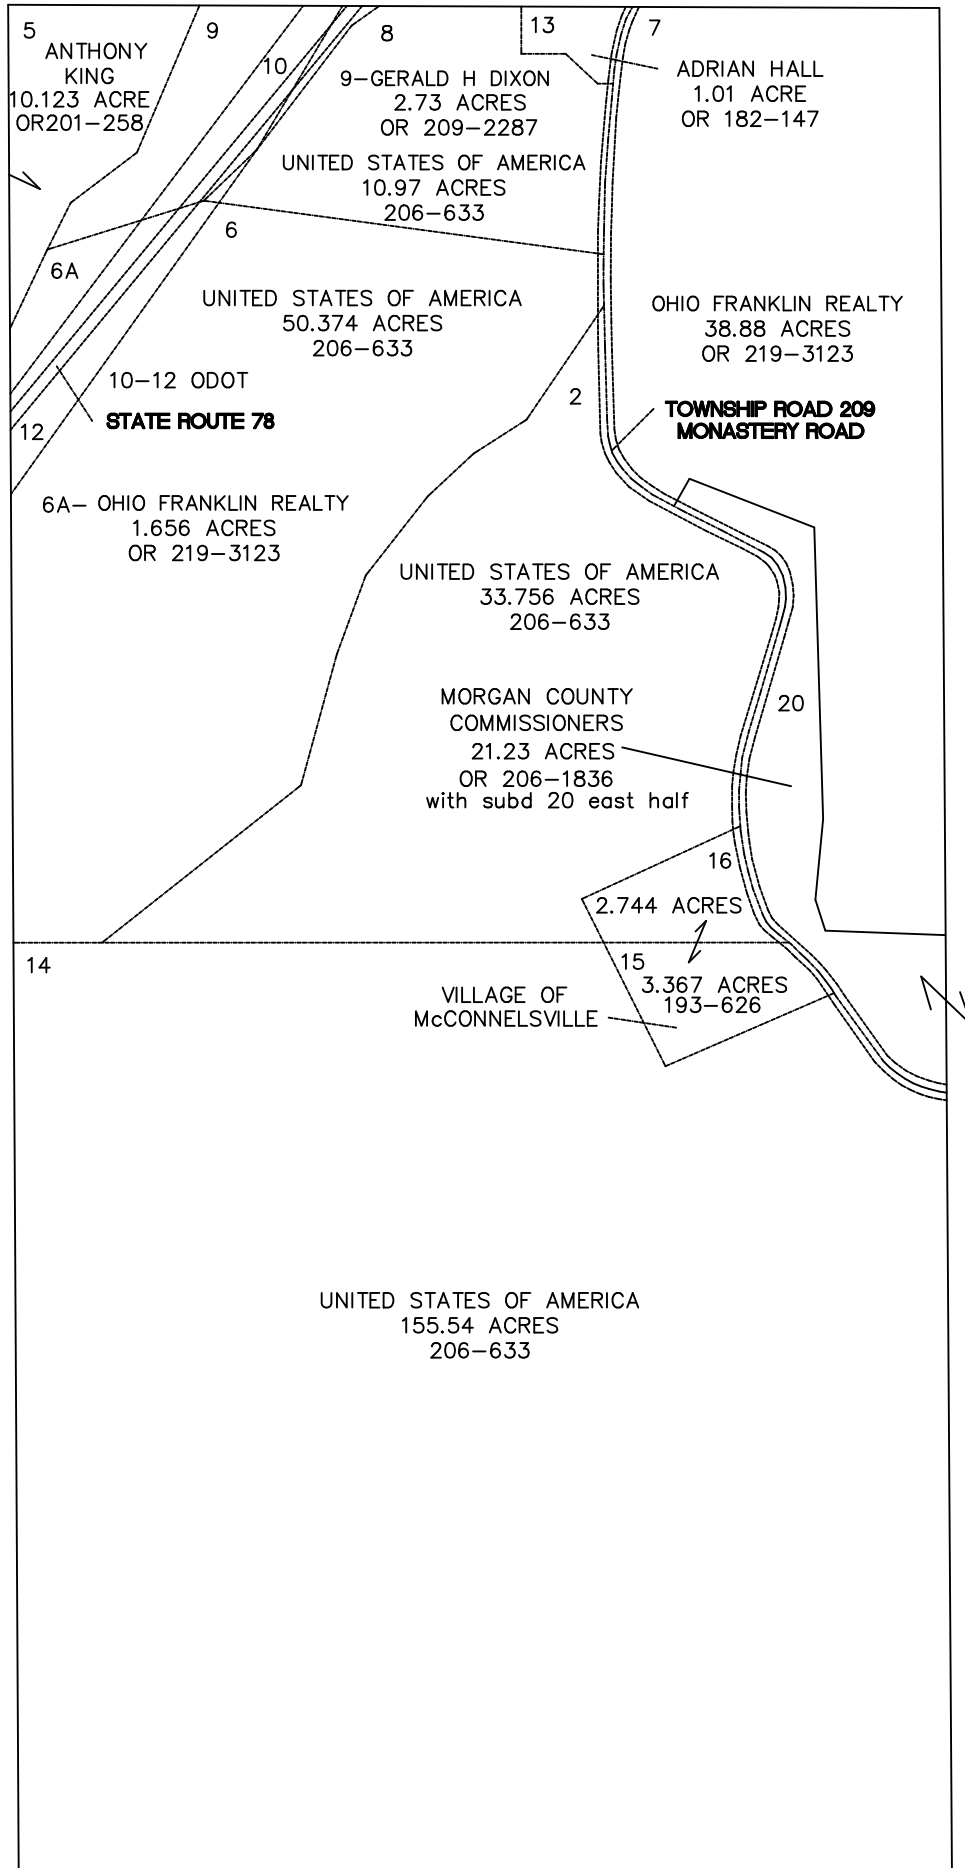 5
9
8
13
7
ANTHONY
KING
10.123 ACRE
OR201-258
10
9-GERALD H DIXON
2.73 ACRES
OR 209-2287
ADRIAN HALL
1.01 ACRE
OR 182-147
UNITED STATES OF AMERICA
10.97 ACRES
206-633
6
6A
UNITED STATES OF AMERICA
50.374 ACRES
206-633
OHIO FRANKLIN REALTY
38.88 ACRES
OR 219-3123
10-12 ODOT
STATE ROUTE 78
12
2
TOWNSHIP ROAD 209
MONASTERY ROAD
6A- OHIO FRANKLIN REALTY
1.656 ACRES
OR 219-3123
UNITED STATES OF AMERICA
33.756 ACRES
206-633
20
MORGAN COUNTY
COMMISSIONERS
21.23 ACRES
OR 206-1836
with subd 20 east half
16
2.744 ACRES
14
15
3.367 ACRES
193-626
VILLAGE OF
McCONNELSVILLE
UNITED STATES OF AMERICA
155.54 ACRES
206-633